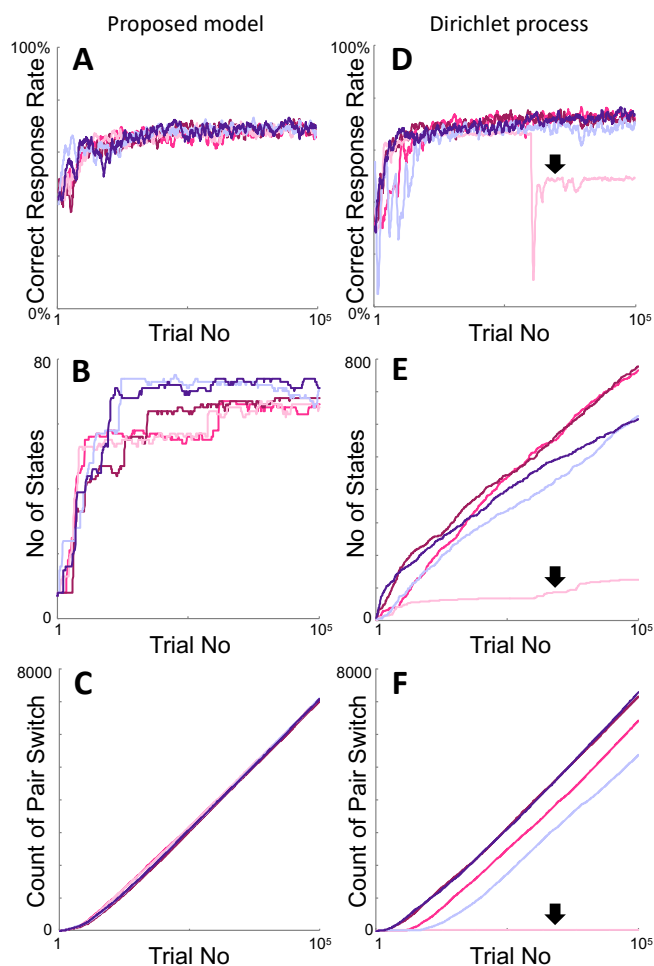 Proposed model
Dirichlet process
A
100%
Correct Response Rate
0%
1
Trial No
10⁵
D
100%
Correct Response Rate
0%
1
Trial No
10⁵
B
80
No of States
0
1
Trial No
10⁵
E
800
No of States
0
1
Trial No
10⁵
C
8000
Count of Pair Switch
0
1
Trial No
10⁵
F
8000
Count of Pair Switch
0
1
Trial No
10⁵